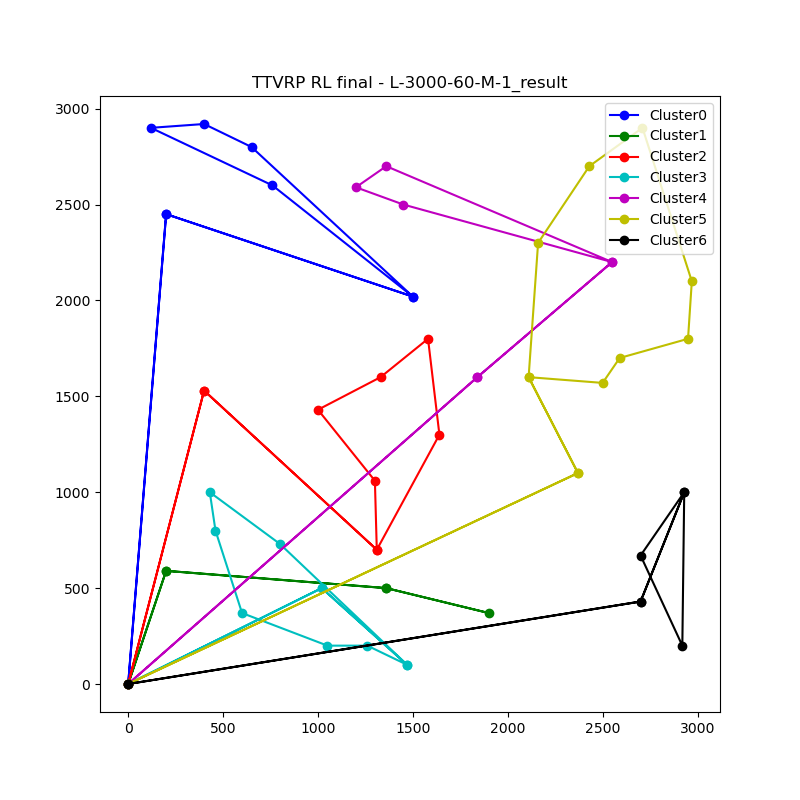 TTVRP RL final - L-3000-60-M-1_result
3000
2500
2000
1500
1000
500
0
Cluster0
Cluster1
Cluster2
Cluster3
Cluster4
Cluster5
Cluster6
0 500 1000 1500 2000 2500 3000